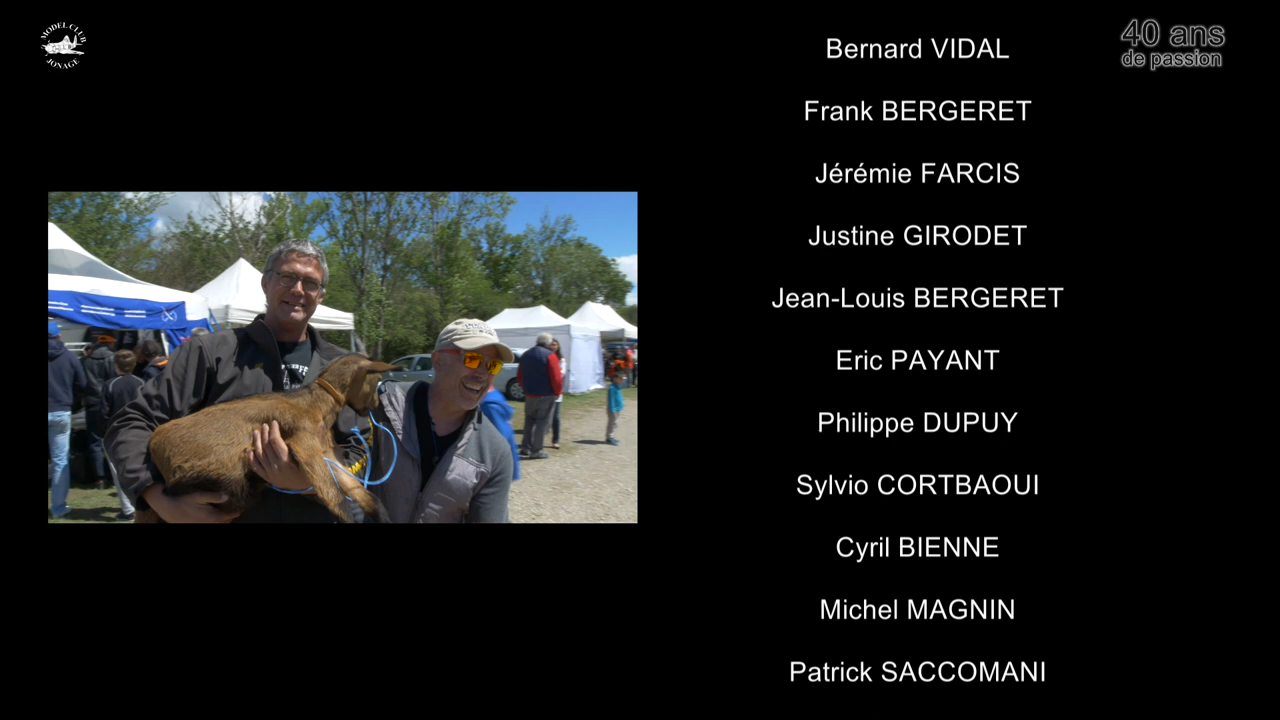 MODEL CLUB
JONAGE
40 ans
de passion
Bernard VIDAL
Frank BERGERET
Jérémie FARCIS
Justine GIRODET
Jean-Louis BERGERET
Eric PAYANT
Philippe DUPUY
Sylvio CORTBAOUI
Cyril BIENNE
Michel MAGNIN
Patrick SACCOMANI